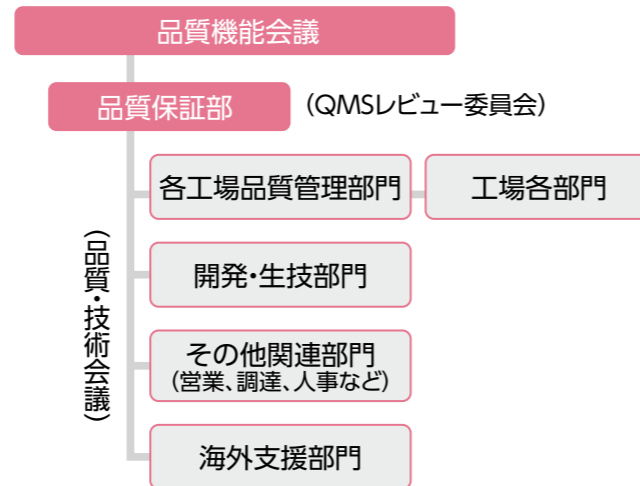 品質機能会議
品質保証部
(QMSレビュー委員会)
各工場品質管理部門
工場各部門
(品質・技術会議)
開発・生技部門
その他関連部門
(営業、調達、人事など)
海外支援部門